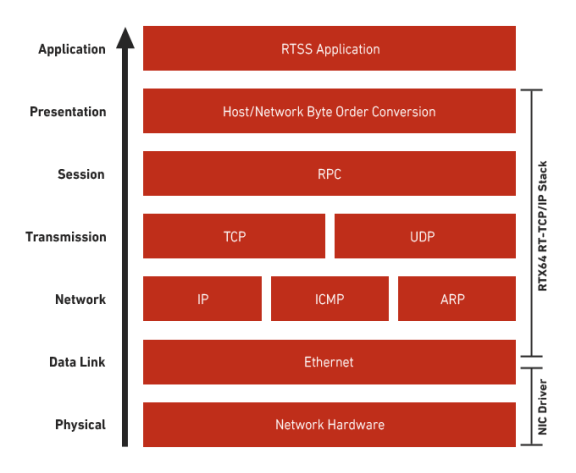 Application
RTSS Application
Presentation
Host/Network Byte Order Conversion
Session
RPC
Transmission
TCP
UDP
Network
IP
ICMP
ARP
Data Link
Ethernet
Physical
Network Hardware
RTX64 RT-TCP/IP Stack
NIC Driver